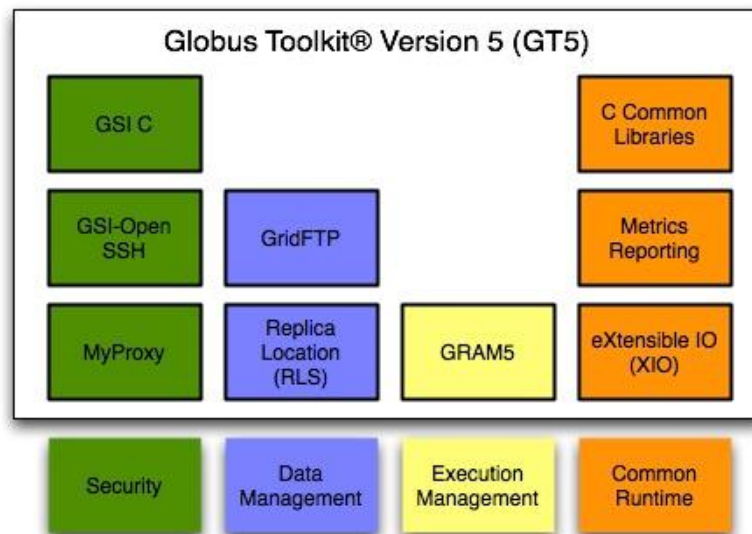 Globus Toolkit® Version 5 (GT5)
GSI C
C Common
Libraries
GSI-Open
SSH
GridFTP
Metrics
Reporting
MyProxy
Replica
Location
(RLS)
GRAM5
eXtensible IO
(XIO)
Security
Data
Management
Execution
Management
Common
Runtime